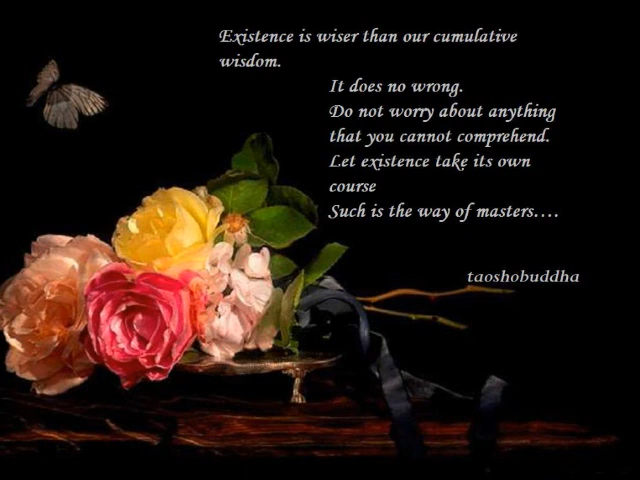 Existence is wiser than our cumulative
wisdom.
It does no wrong.
Do not worry about anything
that you cannot comprehend.
Let existence take its own
course
Such is the way of masters....
taoshobuddha